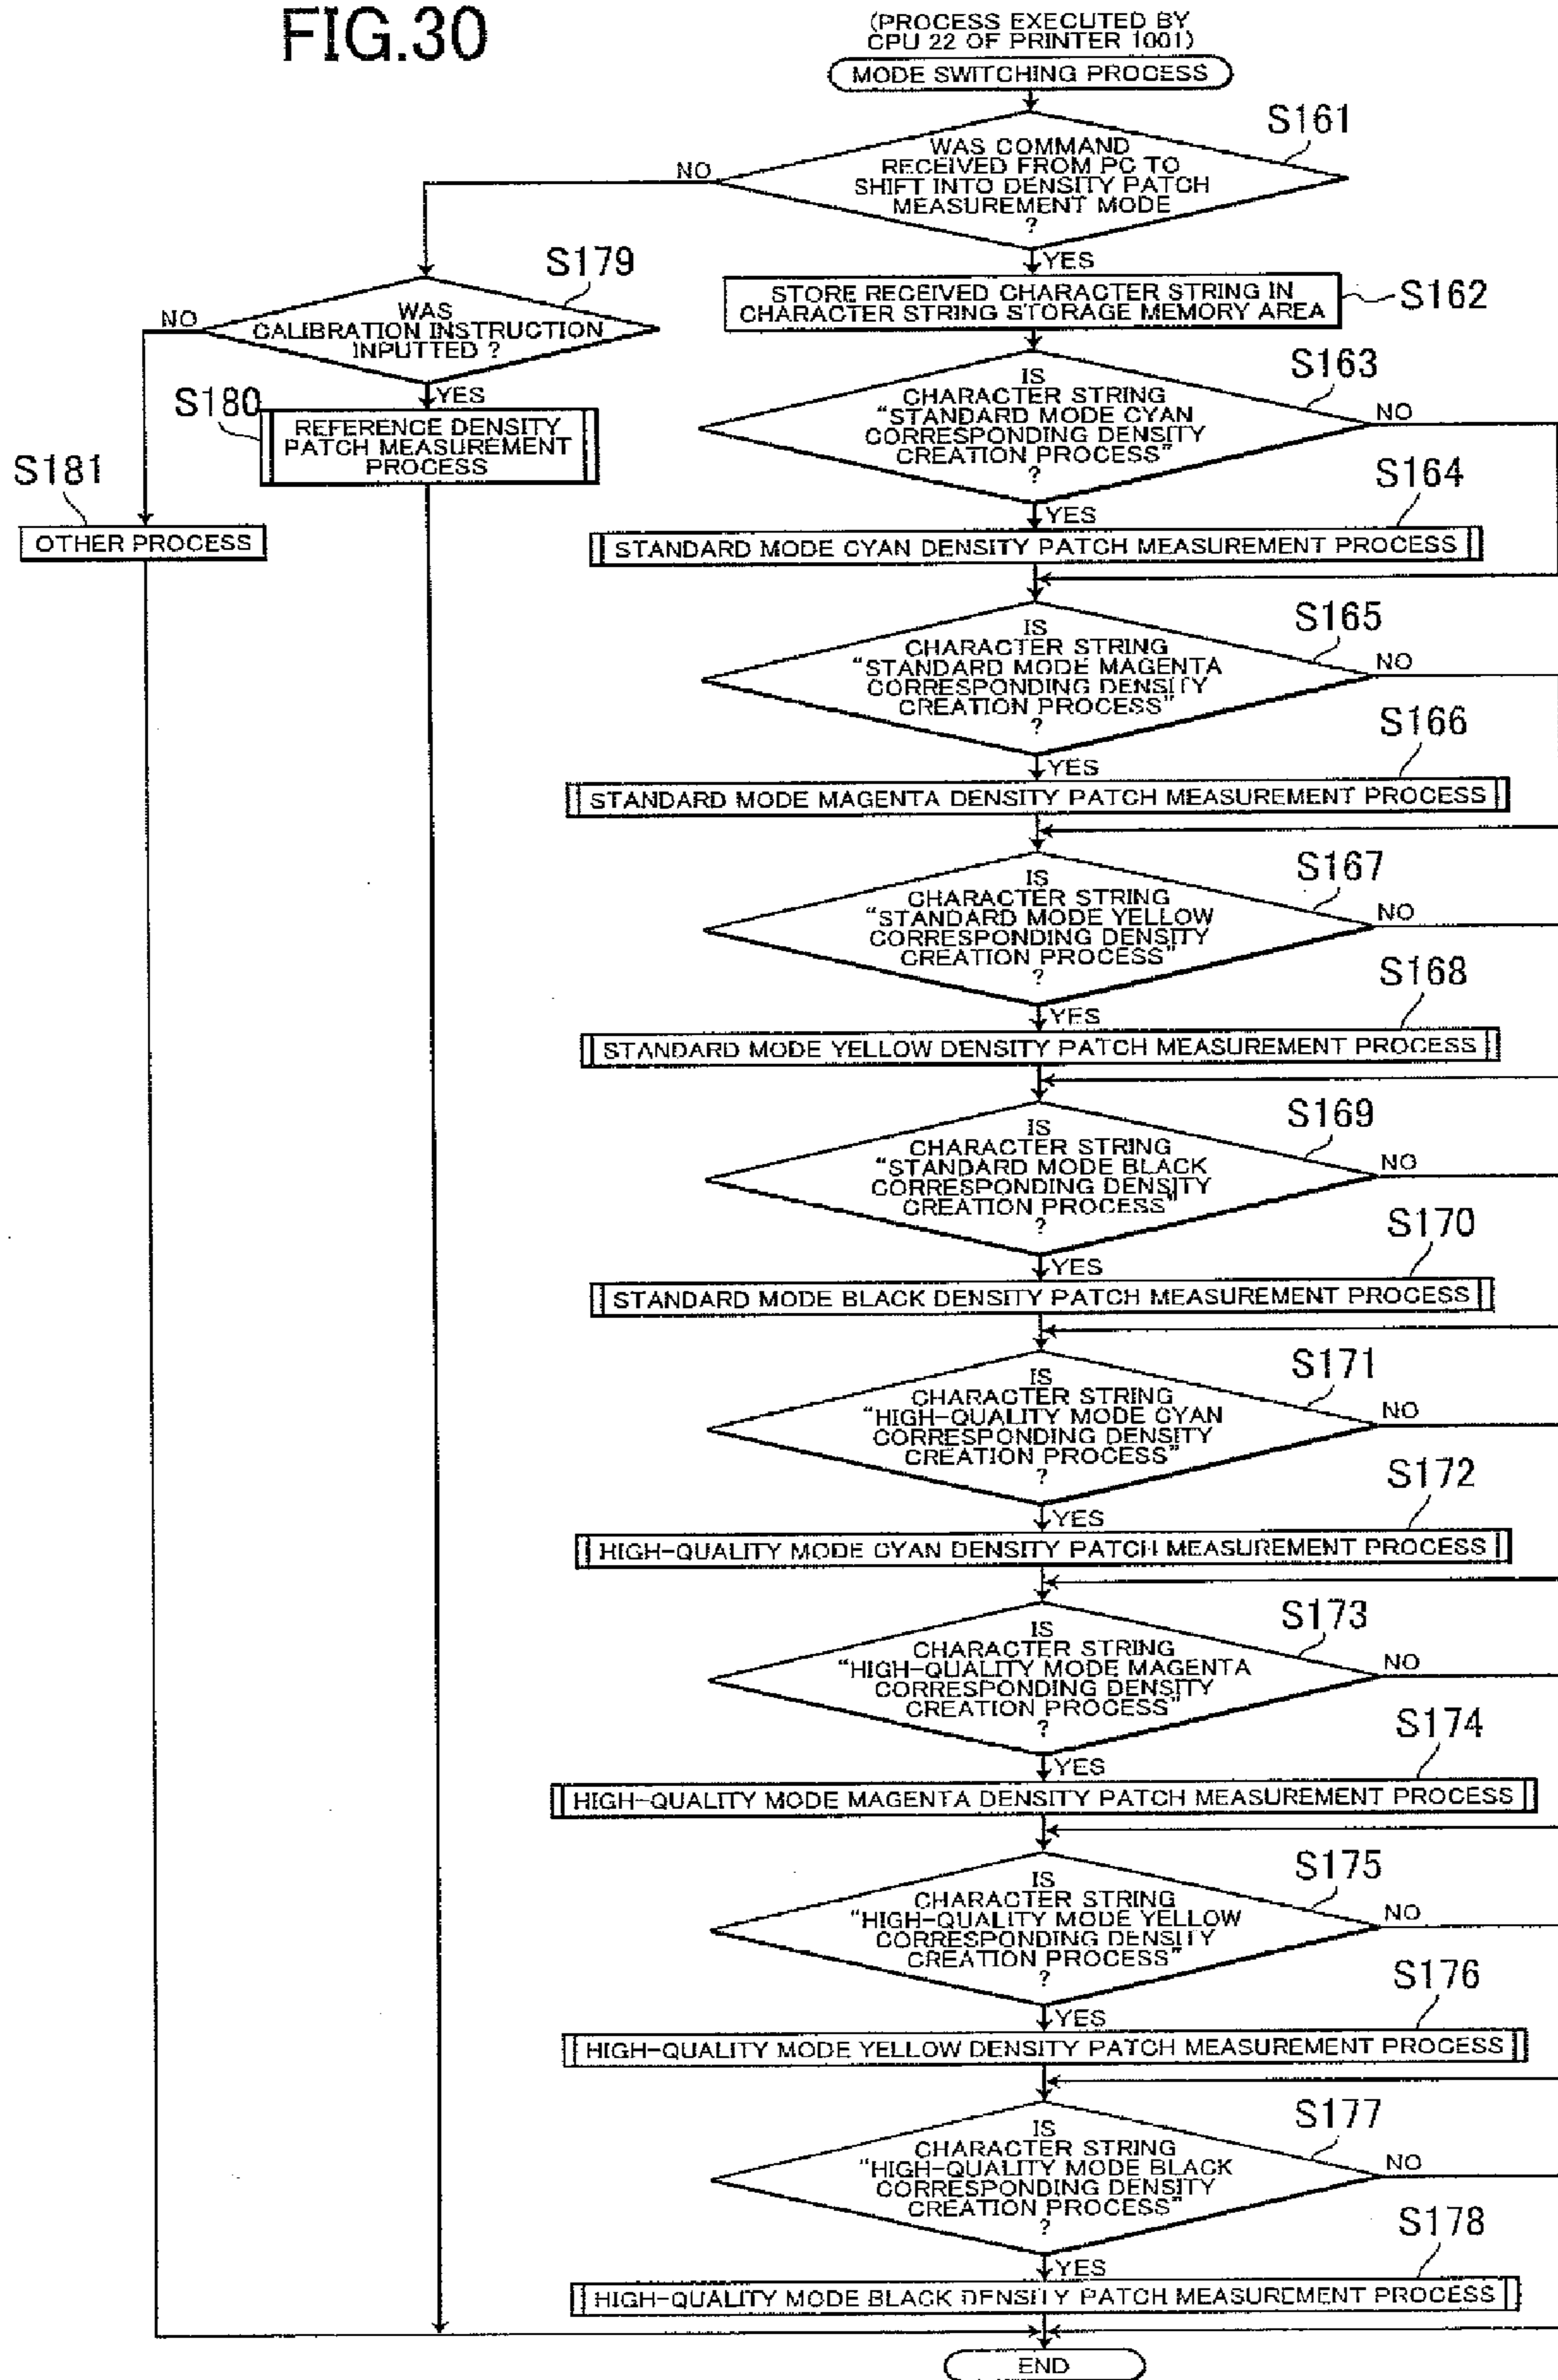 FIG.30
(PROCESS EXECUTED BY
CPU 22 OF PRINTER 1001)
MODE SWITCHING PROCESS
S161
WAS COMMAND
RECEIVED FROM PC TO
SHIFT INTO DENSITY PATCH
MEASUREMENT MODE
?
NO
YES
S179
WAS
CALIBRATION INSTRUCTION
INPUTTED ?
NO
YES
S162
STORE RECEIVED CHARACTER STRING IN
CHARACTER STRING STORAGE MEMORY AREA
S180
REFERENCE DENSITY
PATCH MEASUREMENT
PROCESS
S181
OTHER PROCESS
S163
IS
CHARACTER STRING
"STANDARD MODE CYAN
CORRESPONDING DENSITY
CREATION PROCESS"
?
NO
YES
S164
STANDARD MODE CYAN DENSITY PATCH MEASUREMENT PROCESS
S165
IS
CHARACTER STRING
"STANDARD MODE MAGENTA
CORRESPONDING DENSITY
CREATION PROCESS"
?
NO
YES
S166
STANDARD MODE MAGENTA DENSITY PATCH MEASUREMENT PROCESS
S167
IS
CHARACTER STRING
"STANDARD MODE YELLOW
CORRESPONDING DENSITY
CREATION PROCESS"
?
NO
YES
S168
STANDARD MODE YELLOW DENSITY PATCH MEASUREMENT PROCESS
S169
IS
CHARACTER STRING
"STANDARD MODE BLACK
CORRESPONDING DENSITY
CREATION PROCESS"
?
NO
YES
S170
STANDARD MODE BLACK DENSITY PATCH MEASUREMENT PROCESS
S171
IS
CHARACTER STRING
"HIGH-QUALITY MODE CYAN
CORRESPONDING DENSITY
CREATION PROCESS"
?
NO
YES
S172
HIGH-QUALITY MODE CYAN DENSITY PATCH MEASUREMENT PROCESS
S173
IS
CHARACTER STRING
"HIGH-QUALITY MODE MAGENTA
CORRESPONDING DENSITY
CREATION PROCESS"
?
NO
YES
S174
HIGH-QUALITY MODE MAGENTA DENSITY PATCH MEASUREMENT PROCESS
S175
IS
CHARACTER STRING
"HIGH-QUALITY MODE YELLOW
CORRESPONDING DENSITY
CREATION PROCESS"
?
NO
YES
S176
HIGH-QUALITY MODE YELLOW DENSITY PATCH MEASUREMENT PROCESS
S177
IS
CHARACTER STRING
"HIGH-QUALITY MODE BLACK
CORRESPONDING DENSITY
CREATION PROCESS"
?
NO
YES
S178
HIGH-QUALITY MODE BLACK DENSITY PATCH MEASUREMENT PROCESS
END